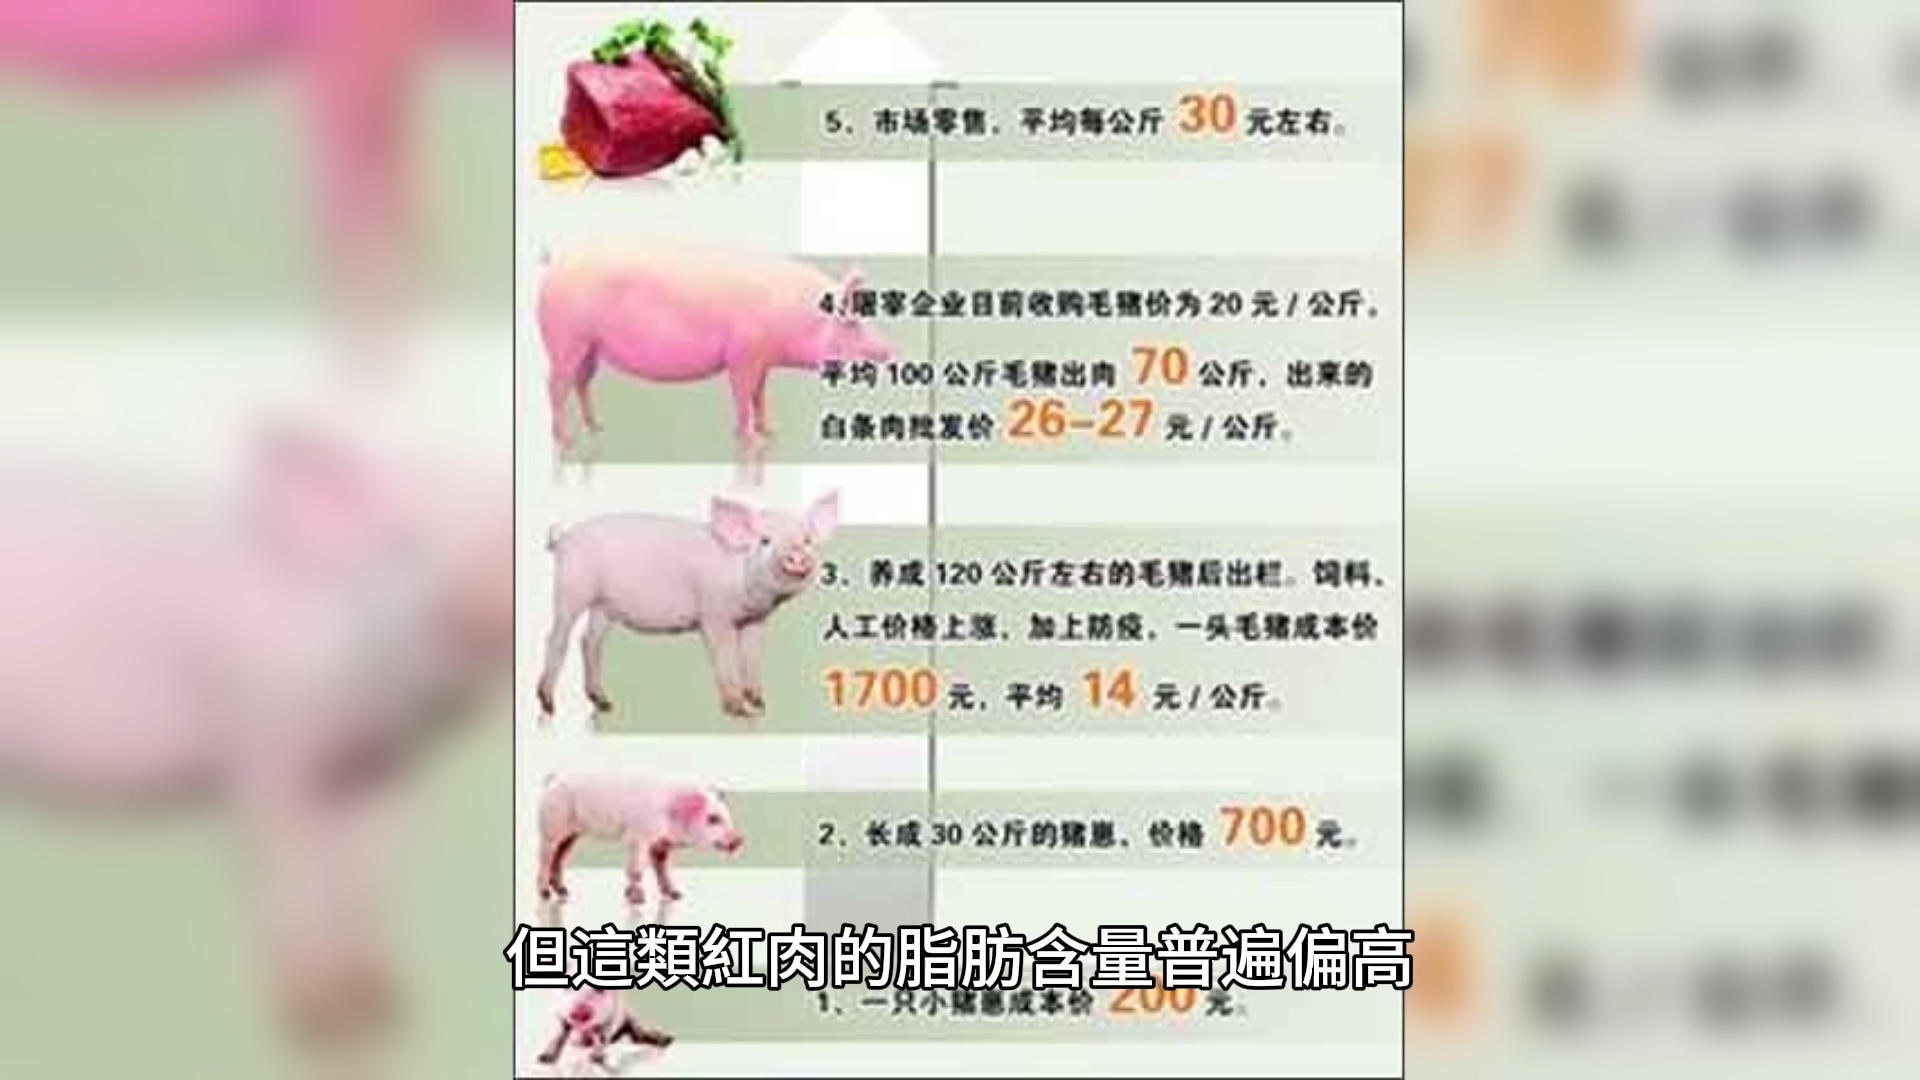 5、市场零售，平均每公斤 30 元左右。
4、屠宰企业目前收购毛猪价为 20 元 / 公斤，
平均 100 公斤毛猪出肉 70 公斤，出来的
白条肉批发价 26-27 元 / 公斤。
3、养成 120 公斤左右的毛猪后出栏。饲料、
人工价格上涨，加上防疫，一头毛猪成本价
1700 元，平均 14 元 / 公斤。
2、长成 30 公斤的猪崽，价格 700 元。
但這類紅肉的脂肪含量普遍偏高
1、一只小猪崽成本价 200 元。